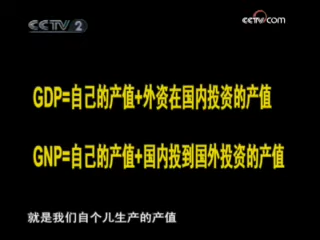 CCTV 2
CCTV.com
GDP=自己的产值+外资在国内投资的产值
GNP=自己的产值+国内投到国外投资的产值
就是我们自个儿生产的产值